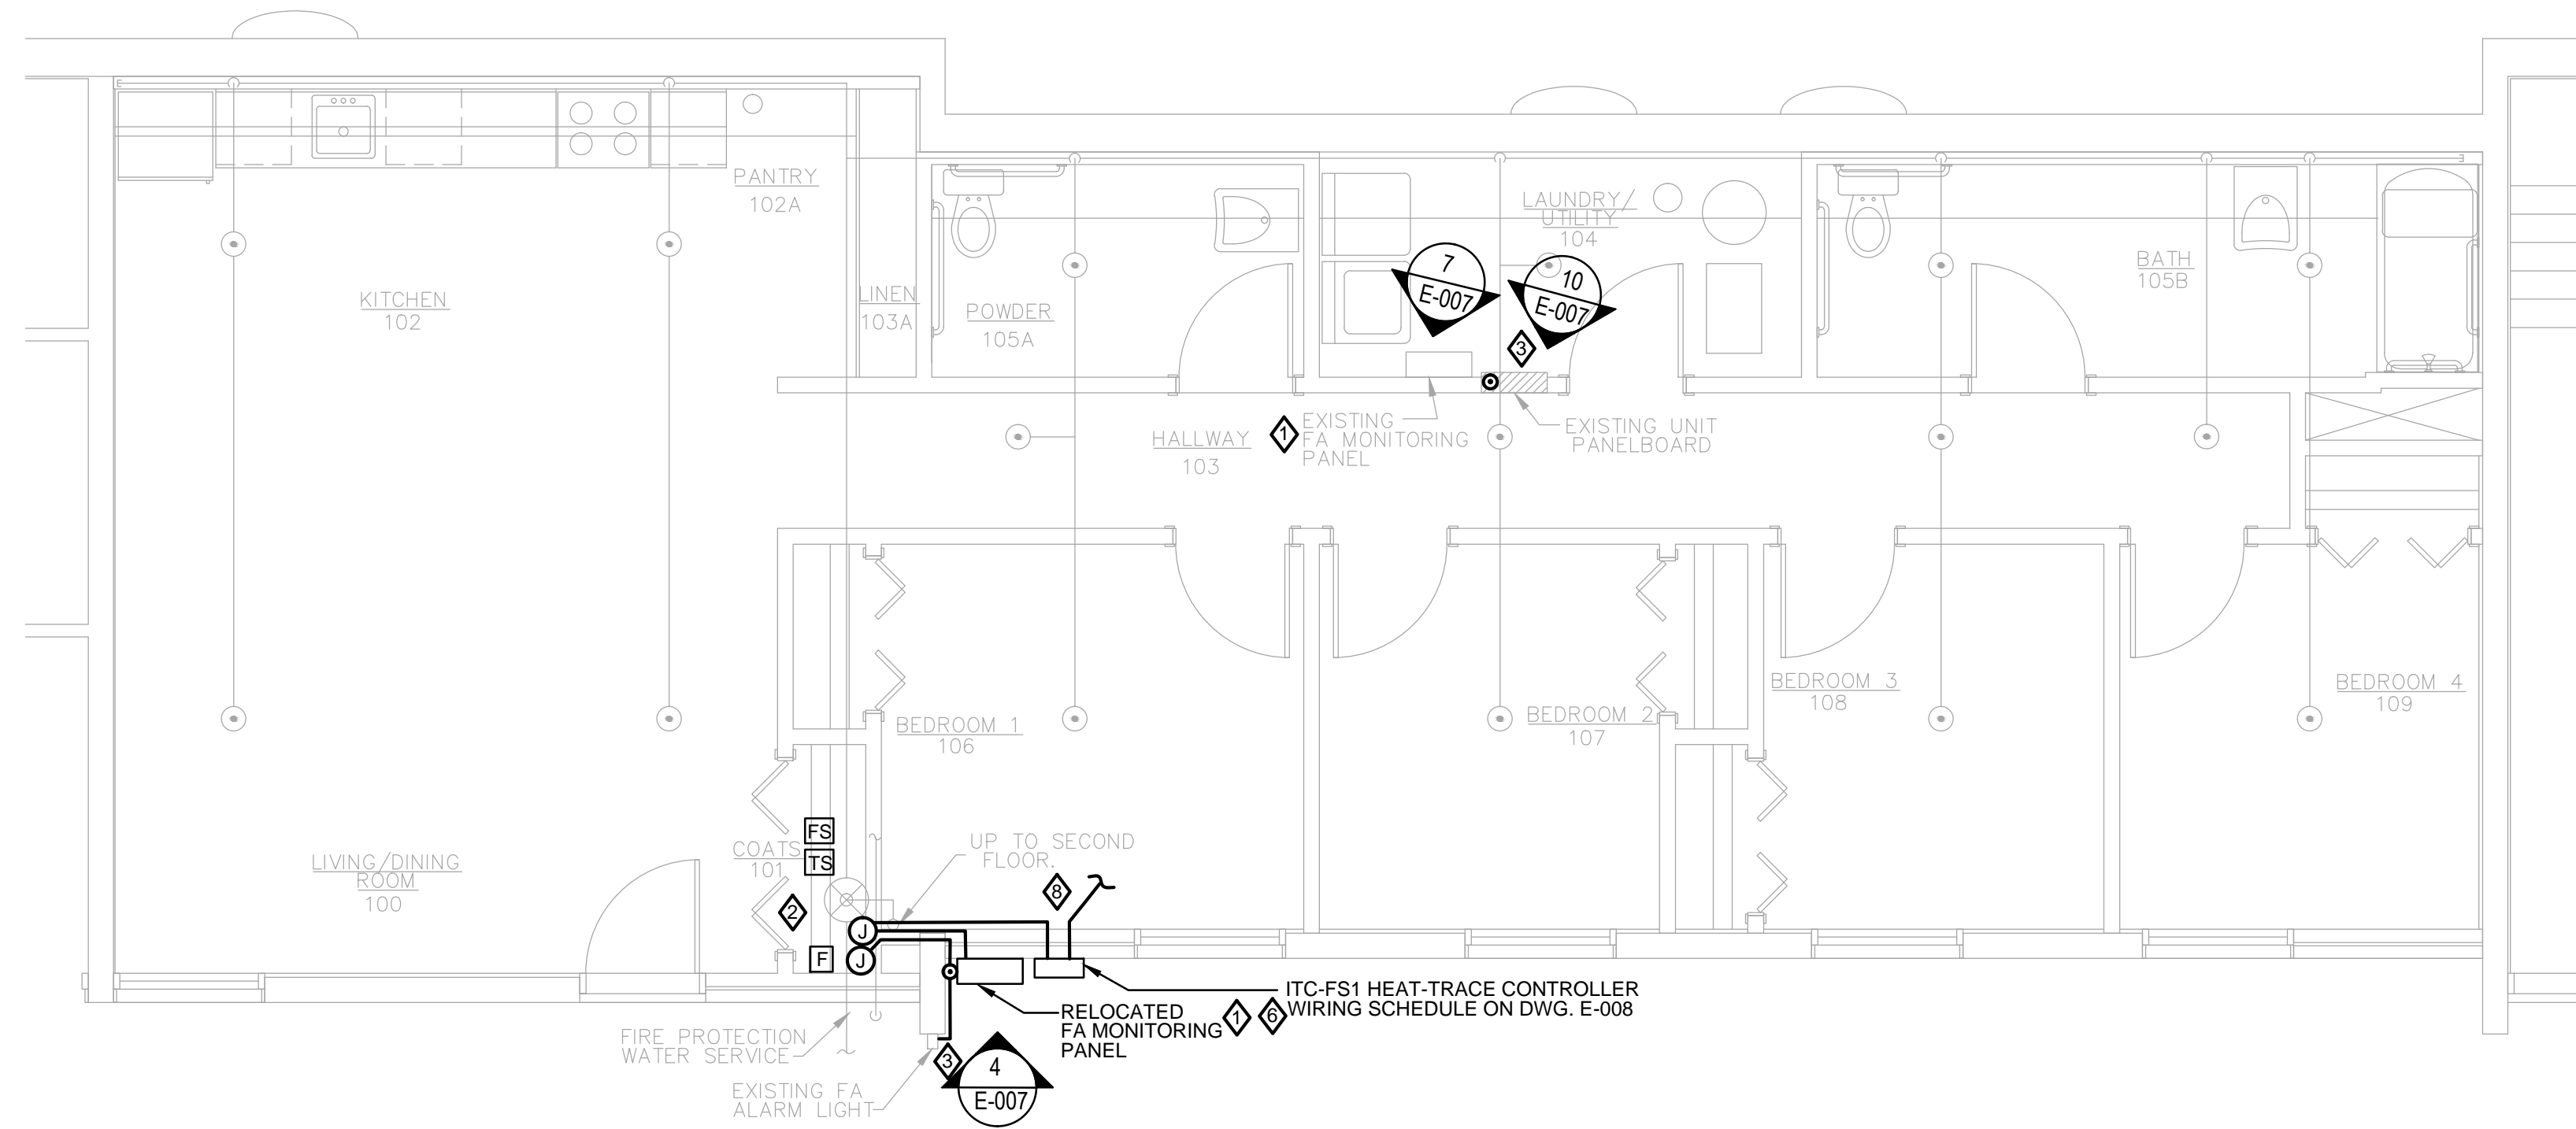 PANTRY
102A
KITCHEN
102
LINEN
103A
POWDER
105A
LAUNDRY/
UTILITY
104
7
E-007
10
E-007
3
BATH
105B
HALLWAY
103
1
EXISTING
FA MONITORING
PANEL
EXISTING UNIT
PANELBOARD
BEDROOM 1
106
BEDROOM 2
107
BEDROOM 3
108
BEDROOM 4
109
LIVING/DINING
ROOM
100
COATS
101
FS
TS
2
F
J
J
UP TO SECOND
FLOOR.
8
ITC-FS1 HEAT-TRACE CONTROLLER
WIRING SCHEDULE ON DWG. E-008
RELOCATED
FA MONITORING
PANEL
1
6
FIRE PROTECTION
WATER SERVICE
3
4
E-007
EXISTING FA
ALARM LIGHT